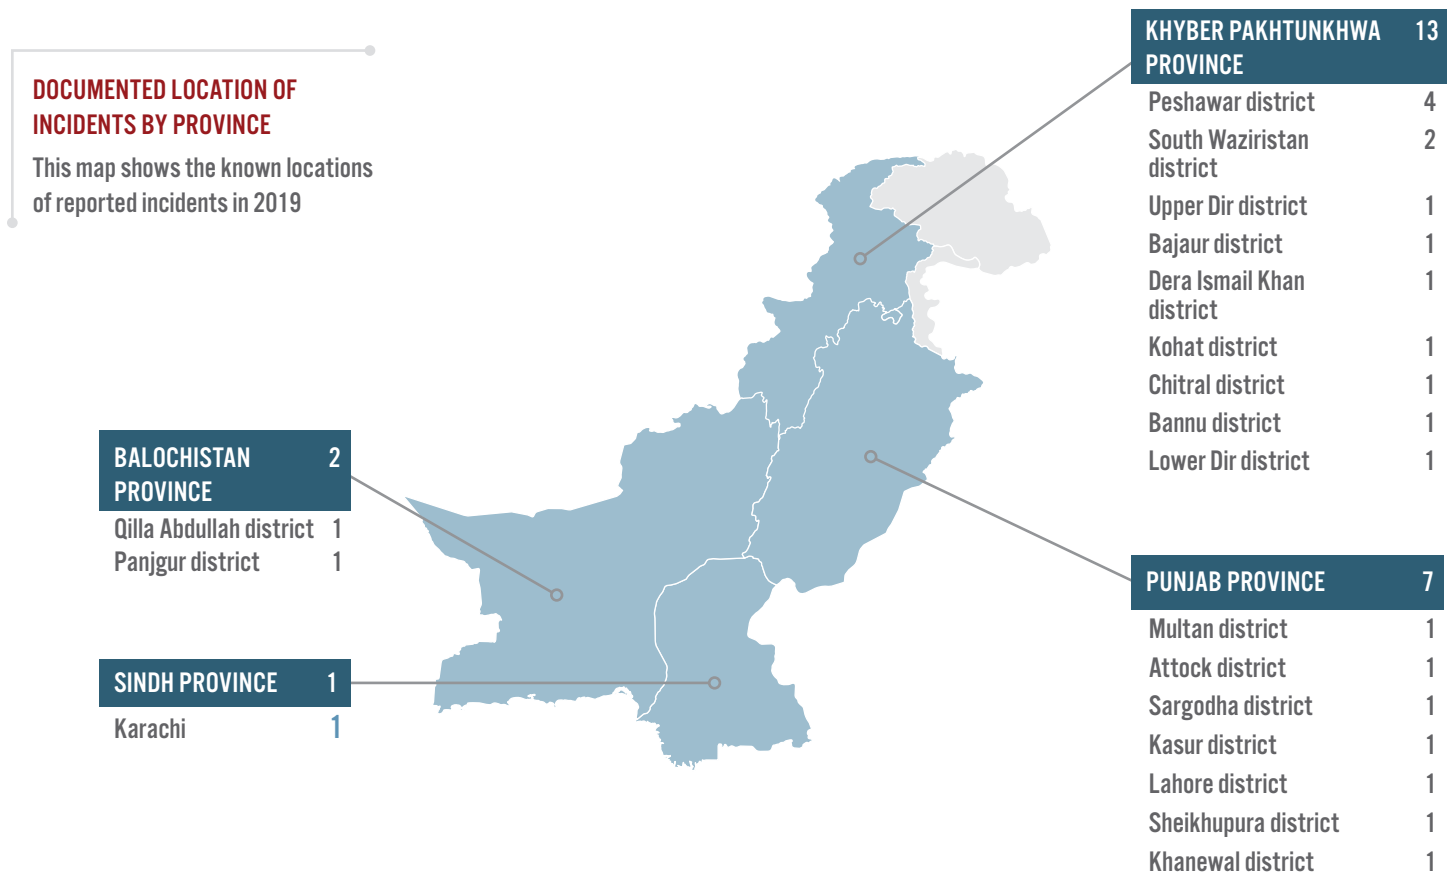 DOCUMENTED LOCATION OF
INCIDENTS BY PROVINCE
This map shows the known locations
of reported incidents in 2019
KHYBER PAKHTUNKHWA 13
PROVINCE
Peshawar district 4
South Waziristan 2
district
Upper Dir district 1
Bajaur district 1
Dera Ismail Khan 1
district
Kohat district 1
Chitral district 1
Bannu district 1
Lower Dir district 1
BALOCHISTAN 2
PROVINCE
Qilla Abdullah district 1
Panjgur district 1
SINDH PROVINCE 1
Karachi 1
PUNJAB PROVINCE 7
Multan district 1
Attock district 1
Sargodha district 1
Kasur district 1
Lahore district 1
Sheikhupura district 1
Khanewal district 1